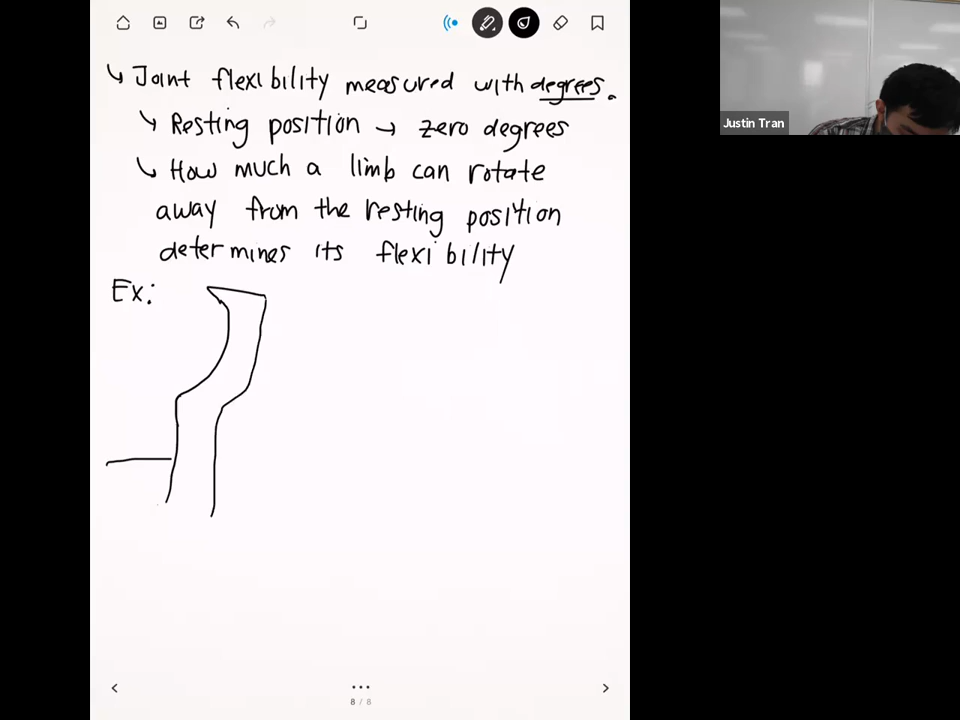 ↳ Joint flexibility measured with degrees.
↳ Resting position → zero degrees
↳ How much a limb can rotate
away from the resting position
determines its flexibility
Ex:
8 / 8
Justin Tran